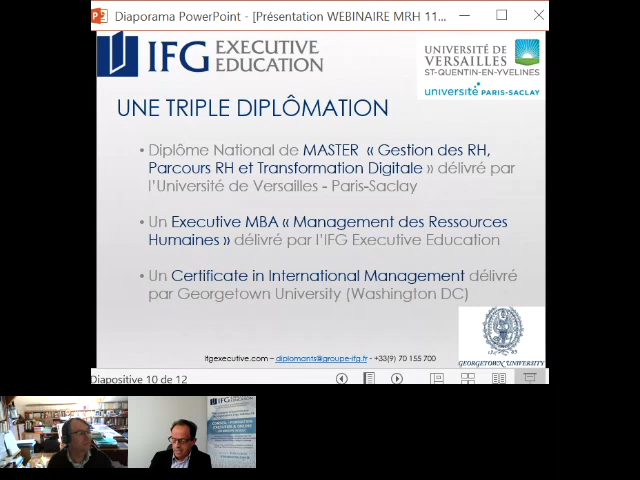 Diaporama PowerPoint - [Présentation WEBINAIRE MRH 11
IFG EXECUTIVE EDUCATION
UNIVERSITÉ DE VERSAILLES
ST-QUENTIN-EN-YVELINES
université PARIS-SACLAY
UNE TRIPLE DIPLÔMATION
• Diplôme National de MASTER « Gestion des RH,
Parcours RH et Transformation Digitale » délivré par
l'Université de Versailles - Paris-Saclay
• Un Executive MBA « Management des Ressources
Humaines » délivré par l'IFG Executive Education
• Un Certificate in International Management délivré
par Georgetown University (Washington DC)
GEORGETOWN UNIVERSITY
ifgexecutive.com – diplomants@groupe-ifg.fr - +33(9) 70 155 700
Diapositive 10 de 12
IFG EXECUTIVE